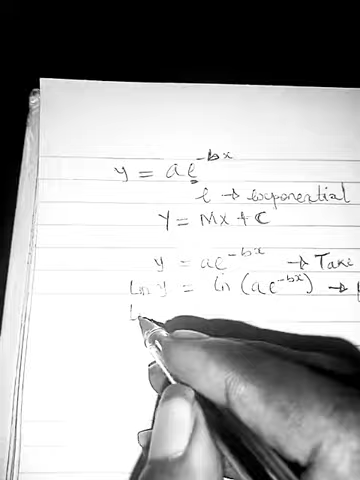 y = ae^-bx
e → exponential
Y = MX + C
y = ae^-bx → Take
Ln y = ln (ae^-bx) →
L